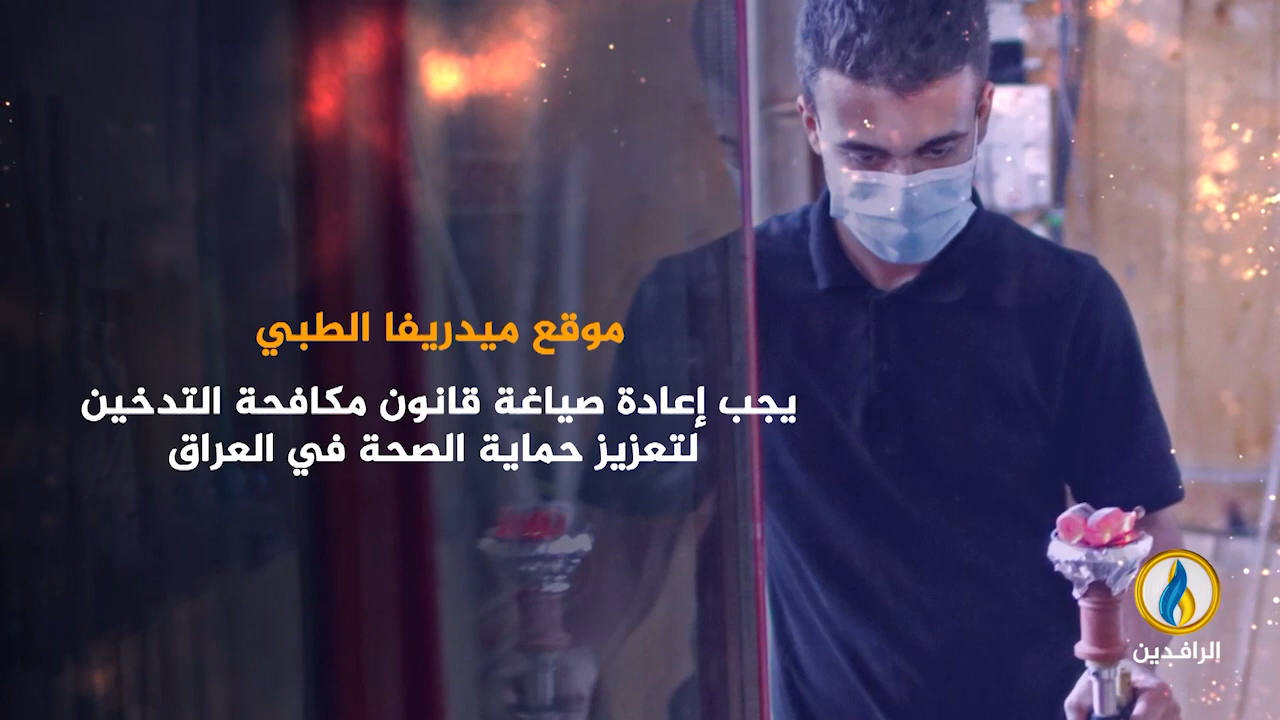 موقع ميدريفا الطبي
يجب إعادة صياغة قانون مكافحة التدخين
لتعزيز حماية الصحة في العراق
الرافدين